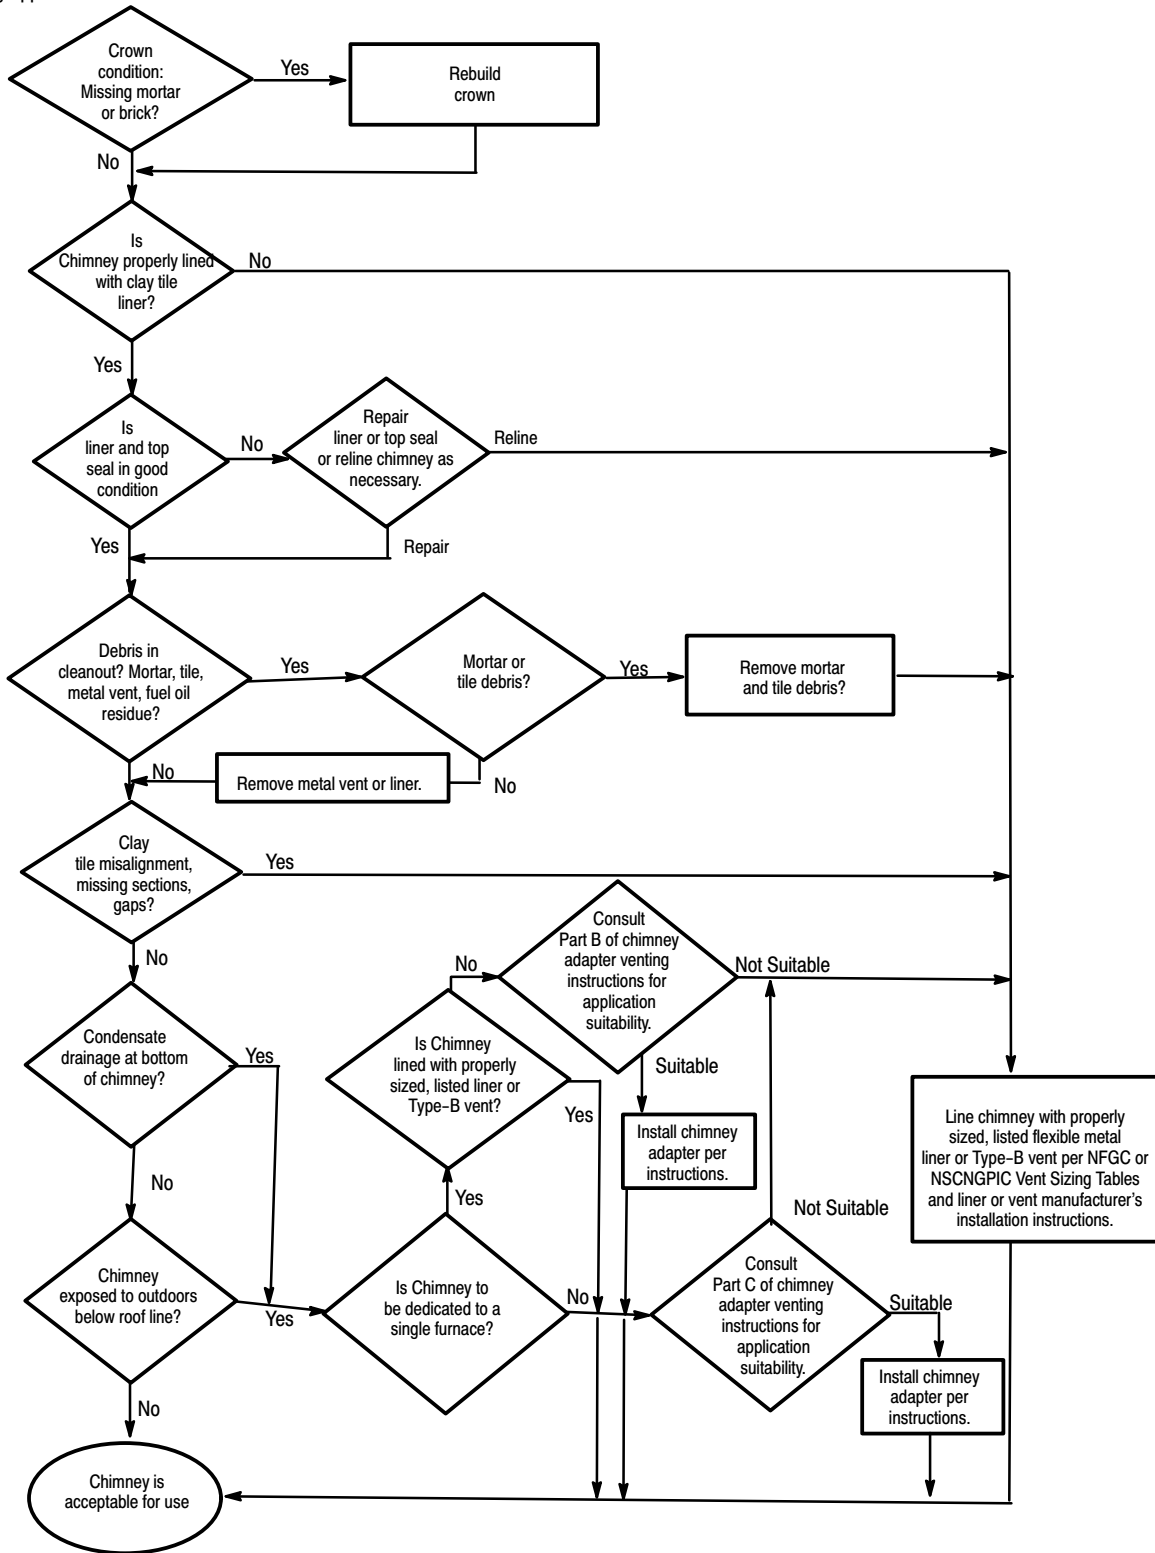 Crown
condition:
Missing mortar
or brick?
Yes
Rebuild
crown
No
Is
Chimney properly lined
with clay tile
liner?
No
Yes
Is
liner and top
seal in good
condition
No
Repair
liner or top seal
or reline chimney as
necessary.
Reline
Yes
Repair
Debris in
cleanout? Mortar, tile,
metal vent, fuel oil
residue?
Yes
Mortar or
tile debris?
Yes
Remove mortar
and tile debris?
No
Remove metal vent or liner.
No
Clay
tile misalignment,
missing sections,
gaps?
Yes
No
Consult
Part B of chimney
adapter venting
instructions for
application
suitability.
No
Not Suitable
Condensate
drainage at bottom
of chimney?
Yes
Is Chimney
lined with properly
sized, listed liner or
Type-B vent?
Yes
Suitable
Install chimney
adapter per
instructions.
Line chimney with properly
sized, listed flexible metal
liner or Type-B vent per NFGC or
NSCNGPIC Vent Sizing Tables
and liner or vent manufacturer's
installation instructions.
No
Yes
Not Suitable
Chimney
exposed to outdoors
below roof line?
Yes
Is Chimney to
be dedicated to a
single furnace?
No
Consult
Part C of chimney
adapter venting
instructions for
application
suitability.
Suitable
Install chimney
adapter per
instructions.
No
Chimney is
acceptable for use